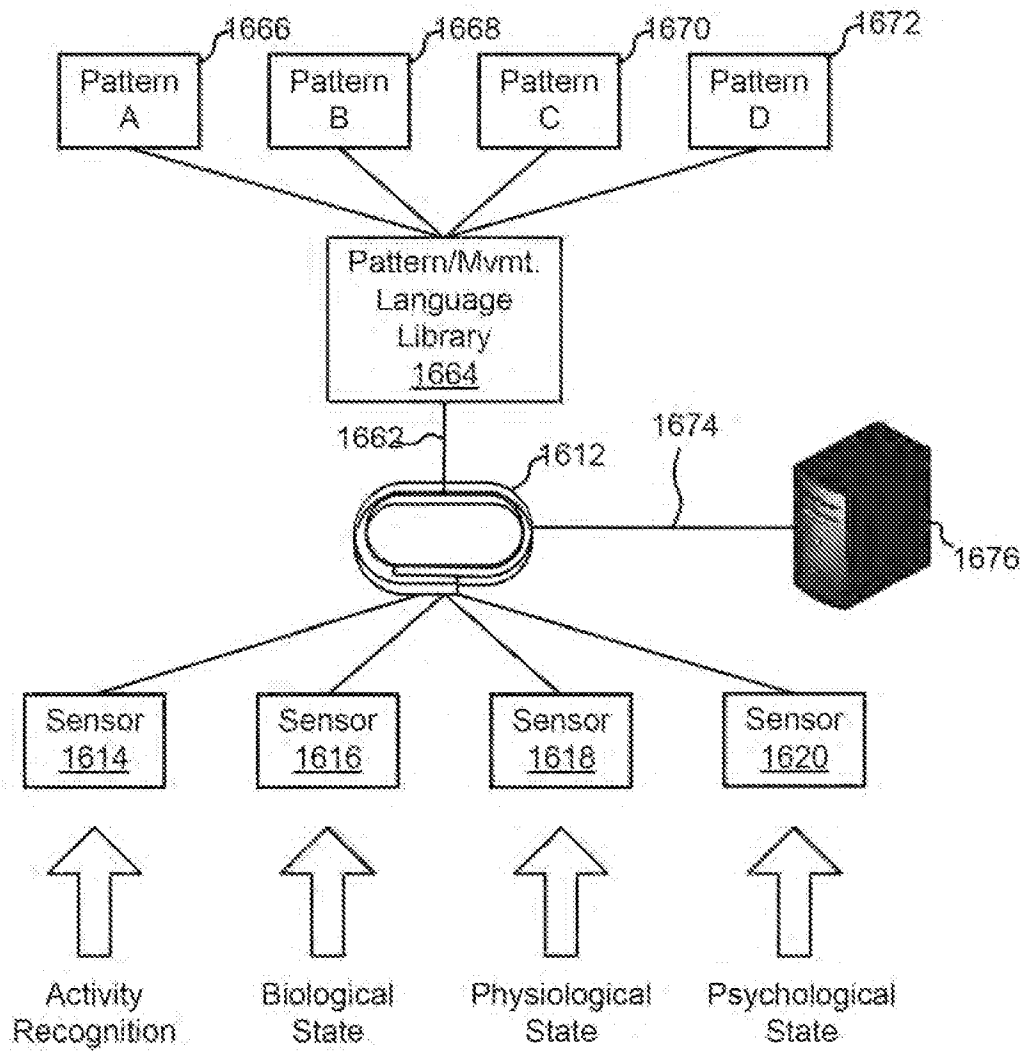 1666
1668
1670
1672
Pattern
A
Pattern
B
Pattern
C
Pattern
D
Pattern/Mvmt.
Language
Library
1664
1662
1612
1674
1676
Sensor
1614
Sensor
1616
Sensor
1618
Sensor
1620
Activity
Recognition
Biological
State
Physiological
State
Psychological
State